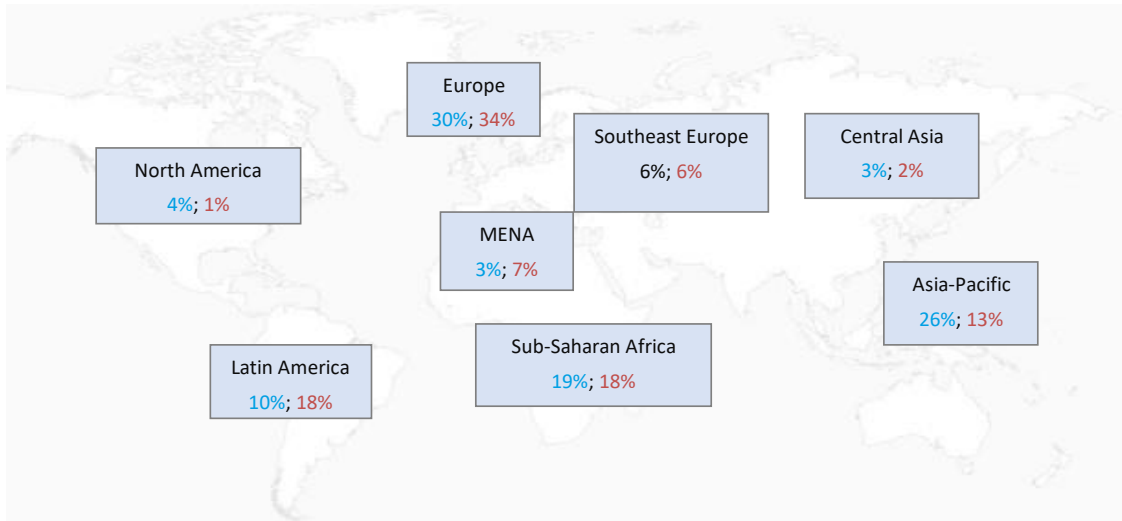 Europe
30%; 34%
Southeast Europe
6%; 6%
Central Asia
3%; 2%
North America
4%; 1%
MENA
3%; 7%
Asia-Pacific
26%; 13%
Sub-Saharan Africa
19%; 18%
Latin America
10%; 18%